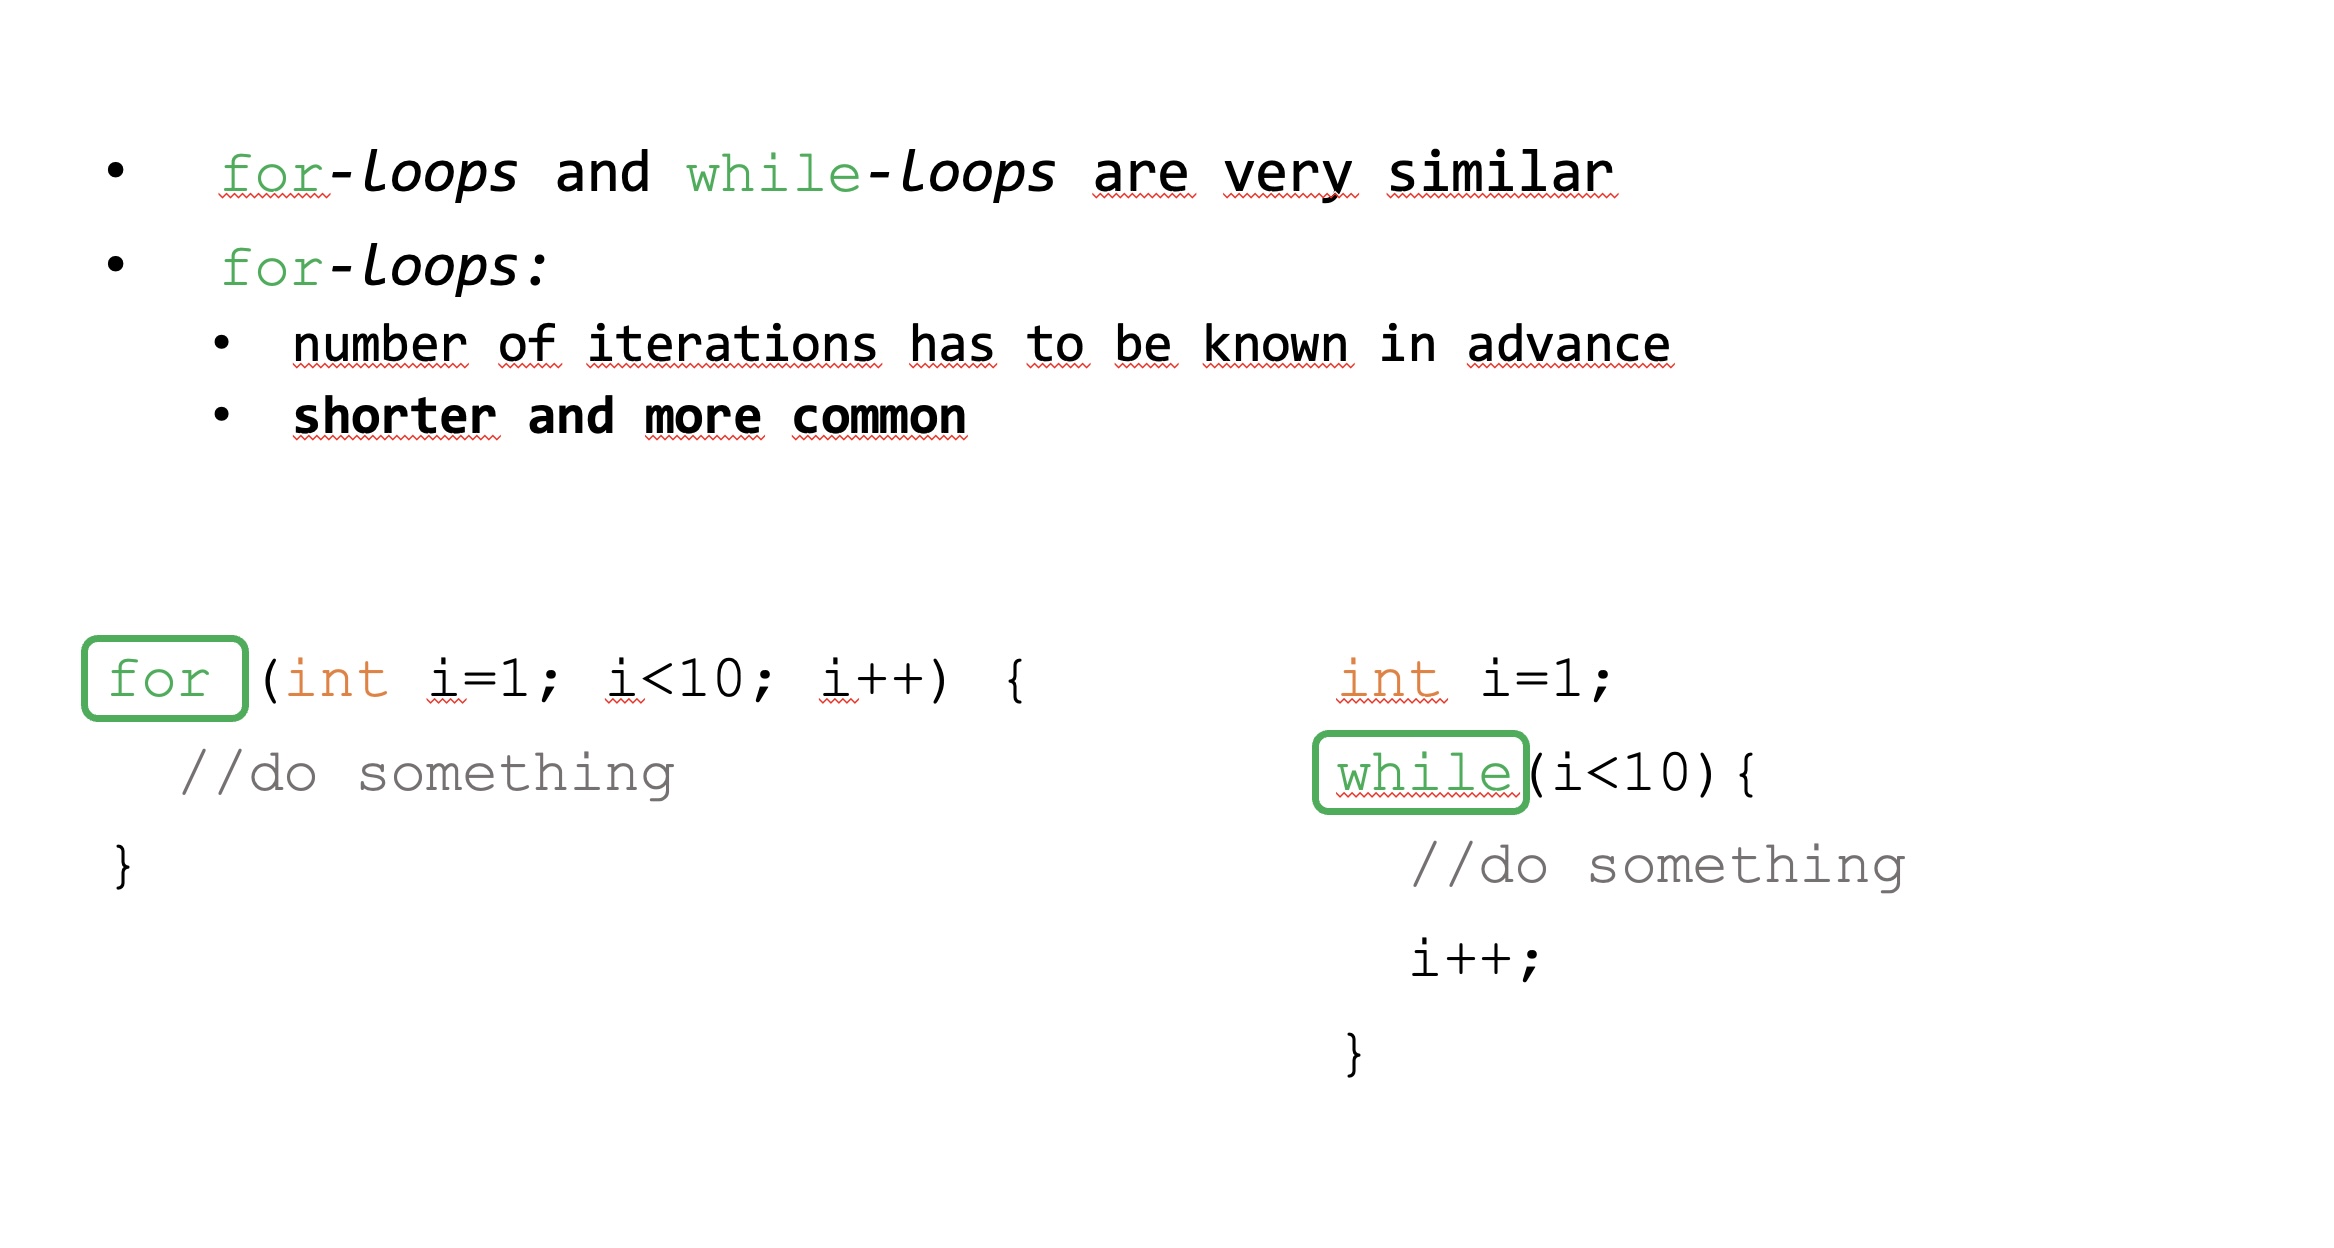 • for-loops and while-loops are very similar
• for-loops:
• number of iterations has to be known in advance
• shorter and more common
for (int i=1; i<10; i++) {
//do something
}
int i=1;
while(i<10){
//do something
i++;
}